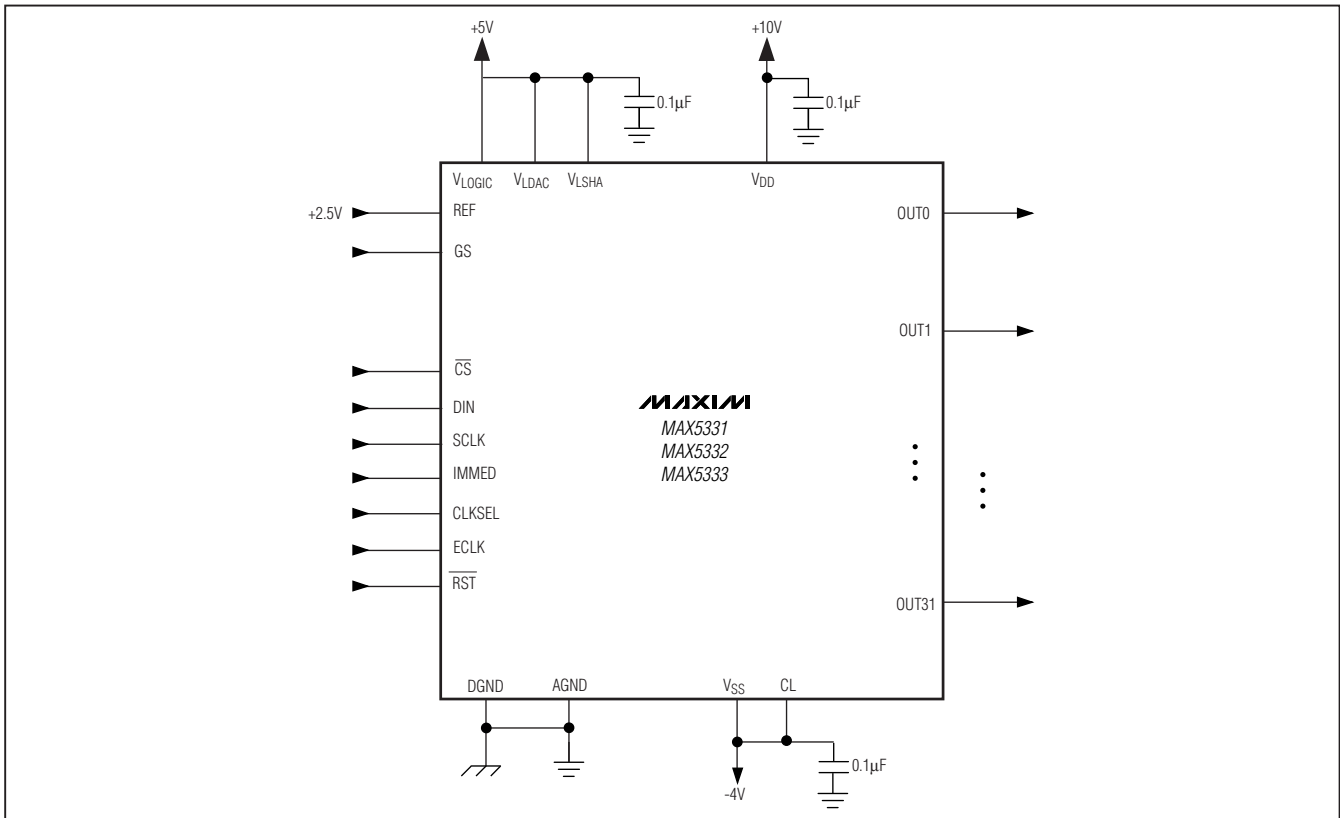 +5V
+10V
0.1µF
0.1µF
VLOGIC
VLDAC
VLSHA
VDD
+2.5V
REF
OUT0
GS
OUT1
CS
DIN
MAXIM
MAX5331
SCLK
MAX5332
IMMED
MAX5333
CLKSEL
ECLK
RST
OUT31
DGND
AGND
VSS
CL
0.1µF
-4V